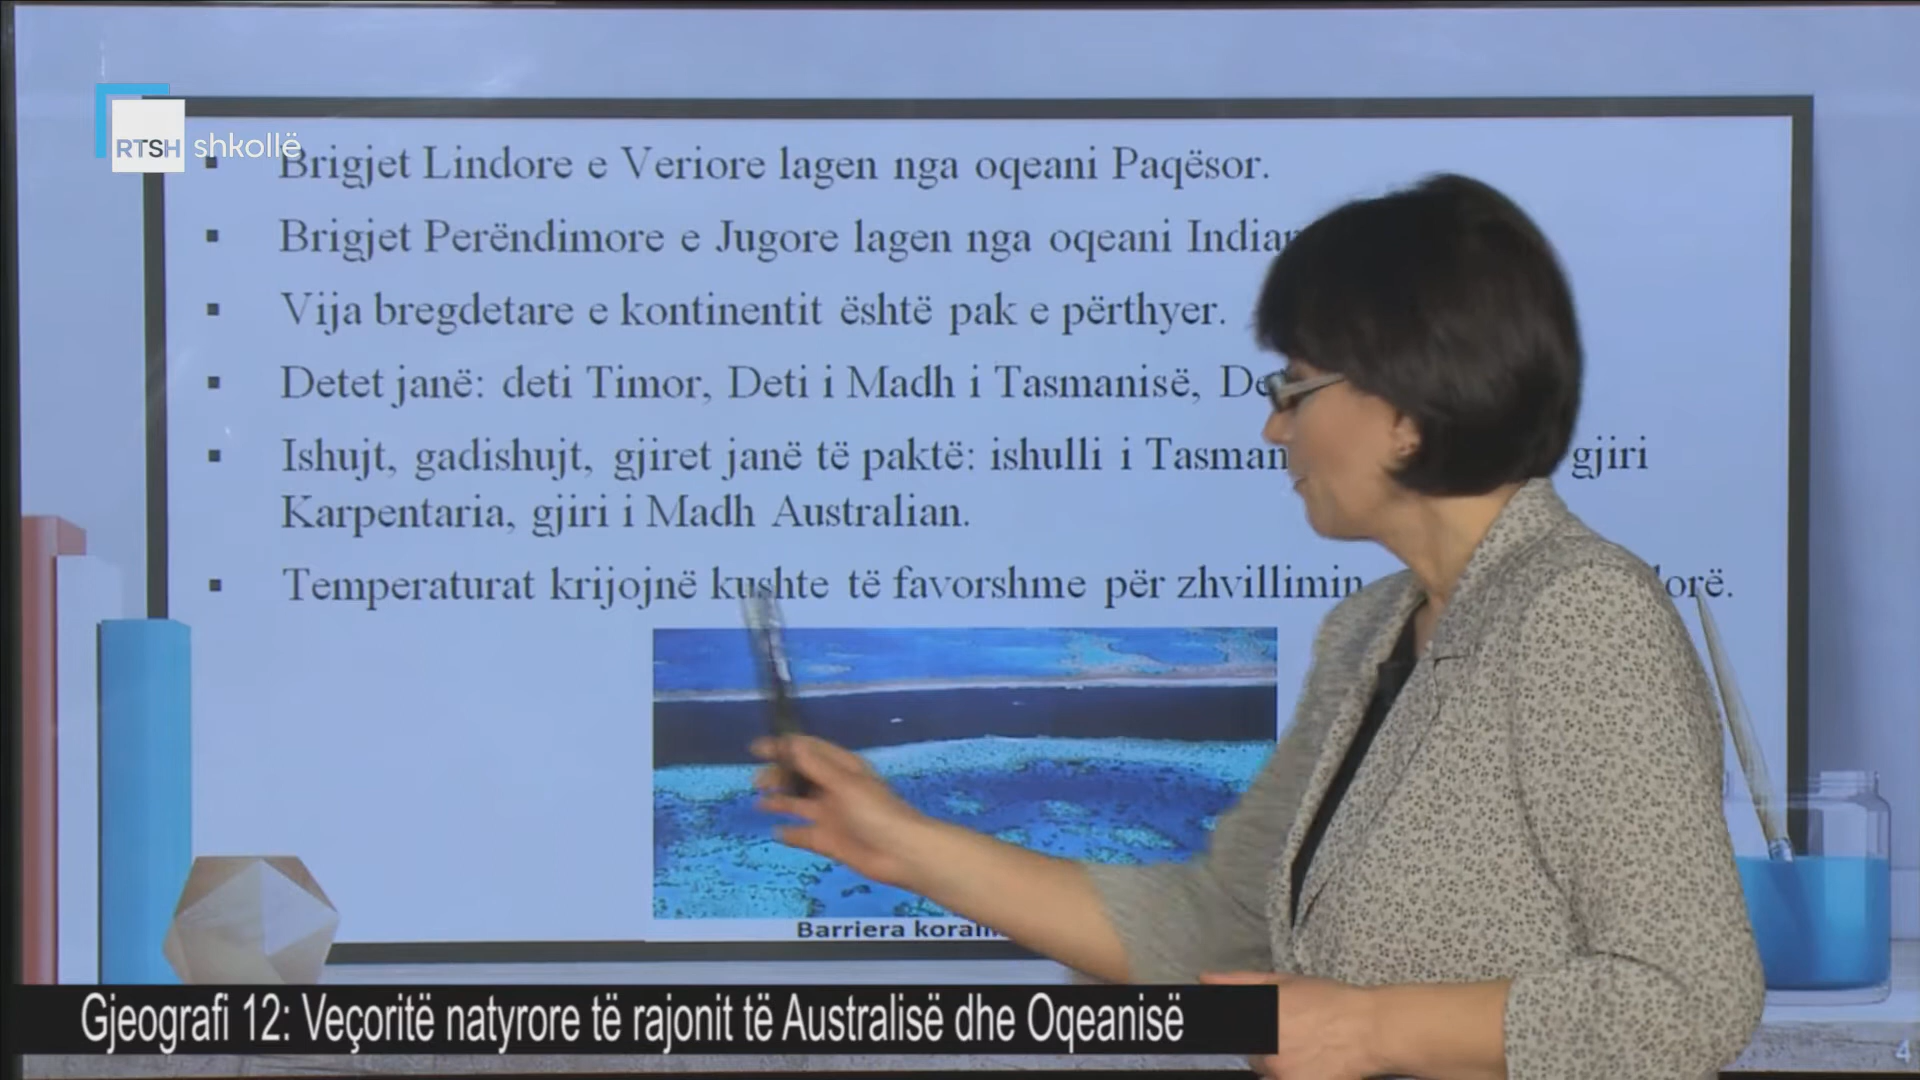 RTSH shkollë
Brigjet Lindore e Veriore lagen nga oqeani Paqësor.
Brigjet Perëndimore e Jugore lagen nga oqeani
Vija bregdetare e kontinentit është pak e përthyer.
Detet janë: deti Timor, Deti i Madh i Tasmanisë,
Ishujt, gadishujt, gjiret janë të paktë: ishulli i gjiri
Karpentaria, gjiri i Madh Australian.
Temperaturat krijojnë kushte të favorshme për zhvillimin
Barriera
Gjeografi 12: Veçoritë natyrore të rajonit të Australisë dhe Oqeanisë
4